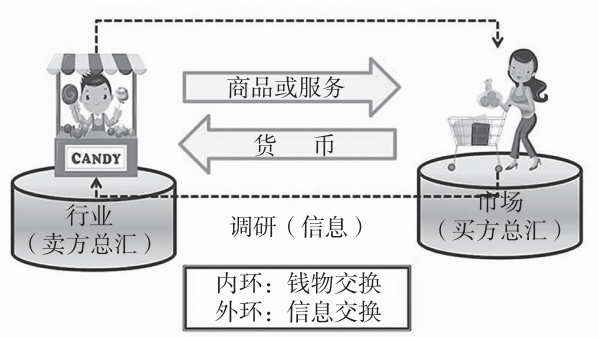 商品或服务
货 币
CANDY
行业
（卖方总汇）
市场
（买方总汇）
调研（信息）
内环：钱物交换
外环：信息交换